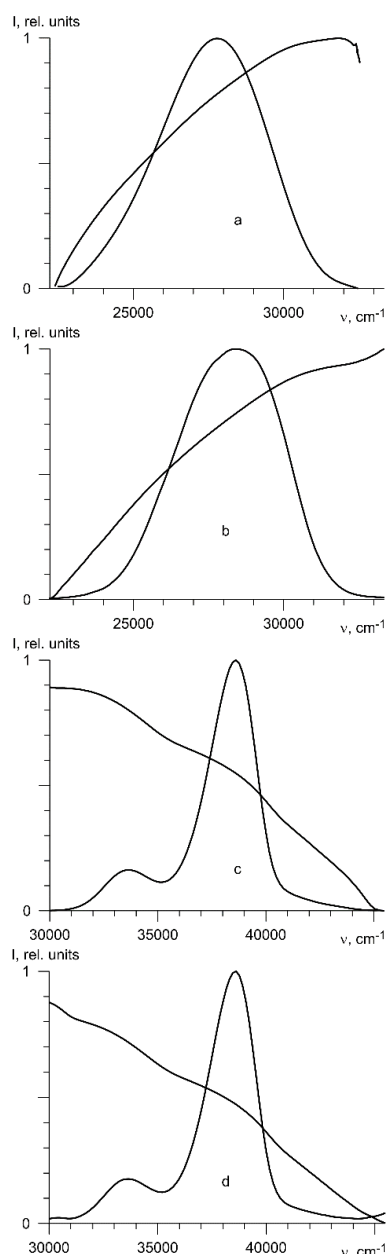 I, rel. units
1
a
0
25000 30000 ν, cm-1
I, rel. units
1
b
0
25000 30000 ν, cm-1
I, rel. units
1
c
0
30000 35000 40000 ν, cm-1
I, rel. units
1
d
0
30000 35000 40000 ν, cm-1